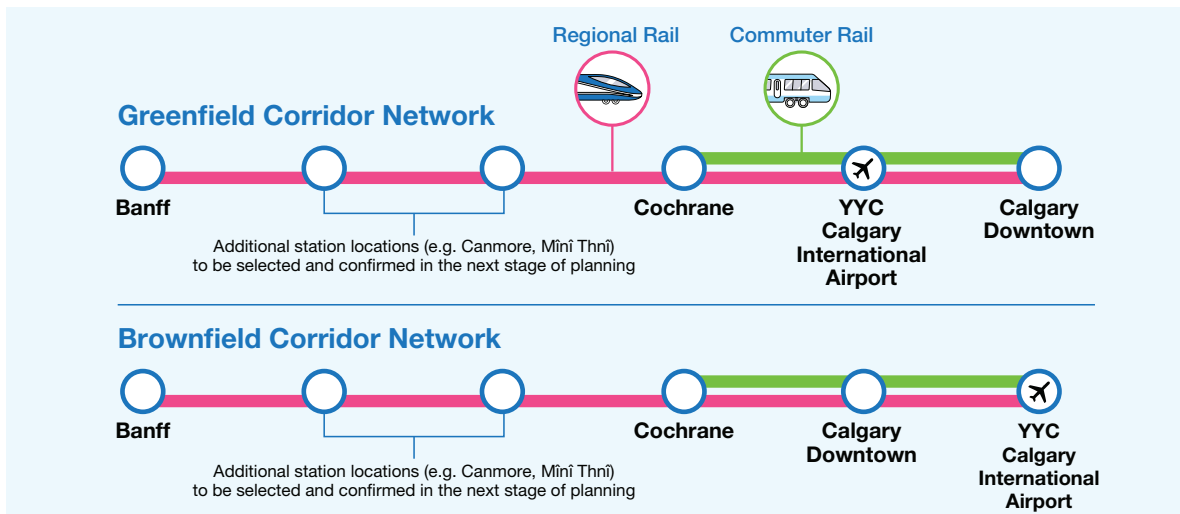 Regional Rail
Commuter Rail
Greenfield Corridor Network
Banff
Cochrane
YYC
Calgary
International
Airport
Calgary
Downtown
Additional station locations (e.g. Canmore, Mînî Thnî)
to be selected and confirmed in the next stage of planning
Brownfield Corridor Network
Banff
Cochrane
Calgary
Downtown
YYC
Calgary
International
Airport
Additional station locations (e.g. Canmore, Mînî Thnî)
to be selected and confirmed in the next stage of planning